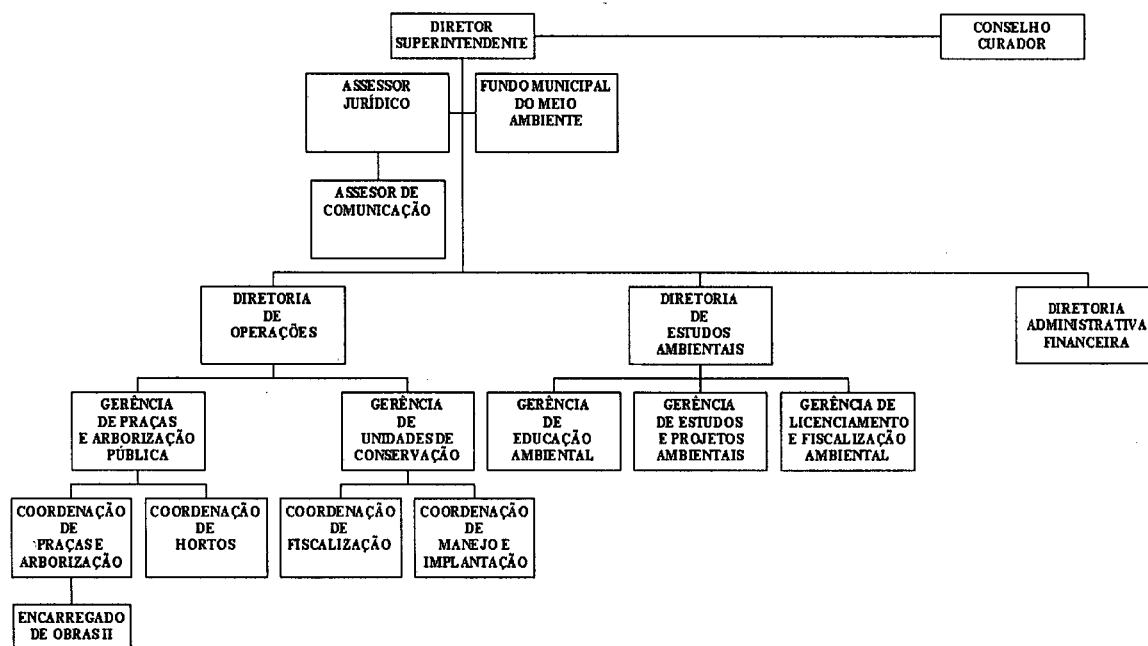 DIRETOR
SUPERINTENDENTE
CONSELHO
CURADOR
ASSESSOR
JURÍDICO
FUNDO MUNICIPAL
DO MEIO
AMBIENTE
ASSESOR DE
COMUNICAÇÃO
DIRETORIA
DE
OPERAÇÕES
DIRETORIA
DE
ESTUDOS
AMBIENTAIS
DIRETORIA
ADMINISTRATIVA
FINANCEIRA
GERÊNCIA
DE PRAÇAS
E ARBORIZAÇÃO
PÚBLICA
GERÊNCIA
DE
UNIDADES DE
CONSERVAÇÃO
GERÊNCIA
DE
EDUCAÇÃO
AMBIENTAL
GERÊNCIA
DE ESTUDOS
E PROJETOS
AMBIENTAIS
GERÊNCIA DE
LICENCIAMENTO
E FISCALIZAÇÃO
AMBIENTAL
COORDENAÇÃO
DE
PRAÇAS E
ARBORIZAÇÃO
COORDENAÇÃO
DE
HORTOS
COORDENAÇÃO
DE
FISCALIZAÇÃO
COORDENAÇÃO
DE
MANEJO E
IMPLANTAÇÃO
ENCARREGADO
DE OBRAS II